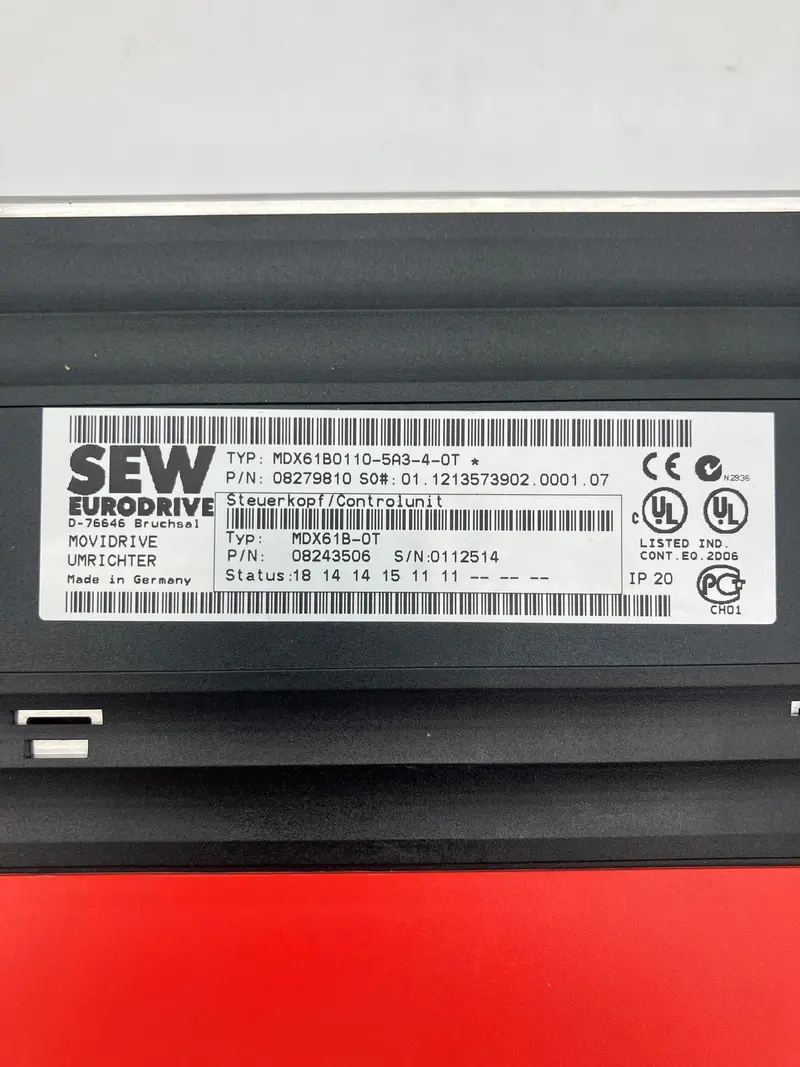 SEW
EURODRIVE
D-76646 Bruchsal
MOVIDRIVE
UMRICHTER
Made in Germany
TYP: MDX61B0110-5A3-4-0T *
P/N: 08279810 SO#: 01.1213573902.0001.07
Steuerkopf/Controlunit
Typ: MDX61B-0T
P/N: 08243506 S/N:0112514
Status:18 14 14 15 11 11 -- -- --
CE
N2936
c UL UL
LISTED IND.
CONT.EQ.2D06
IP 20
PCT
CH01